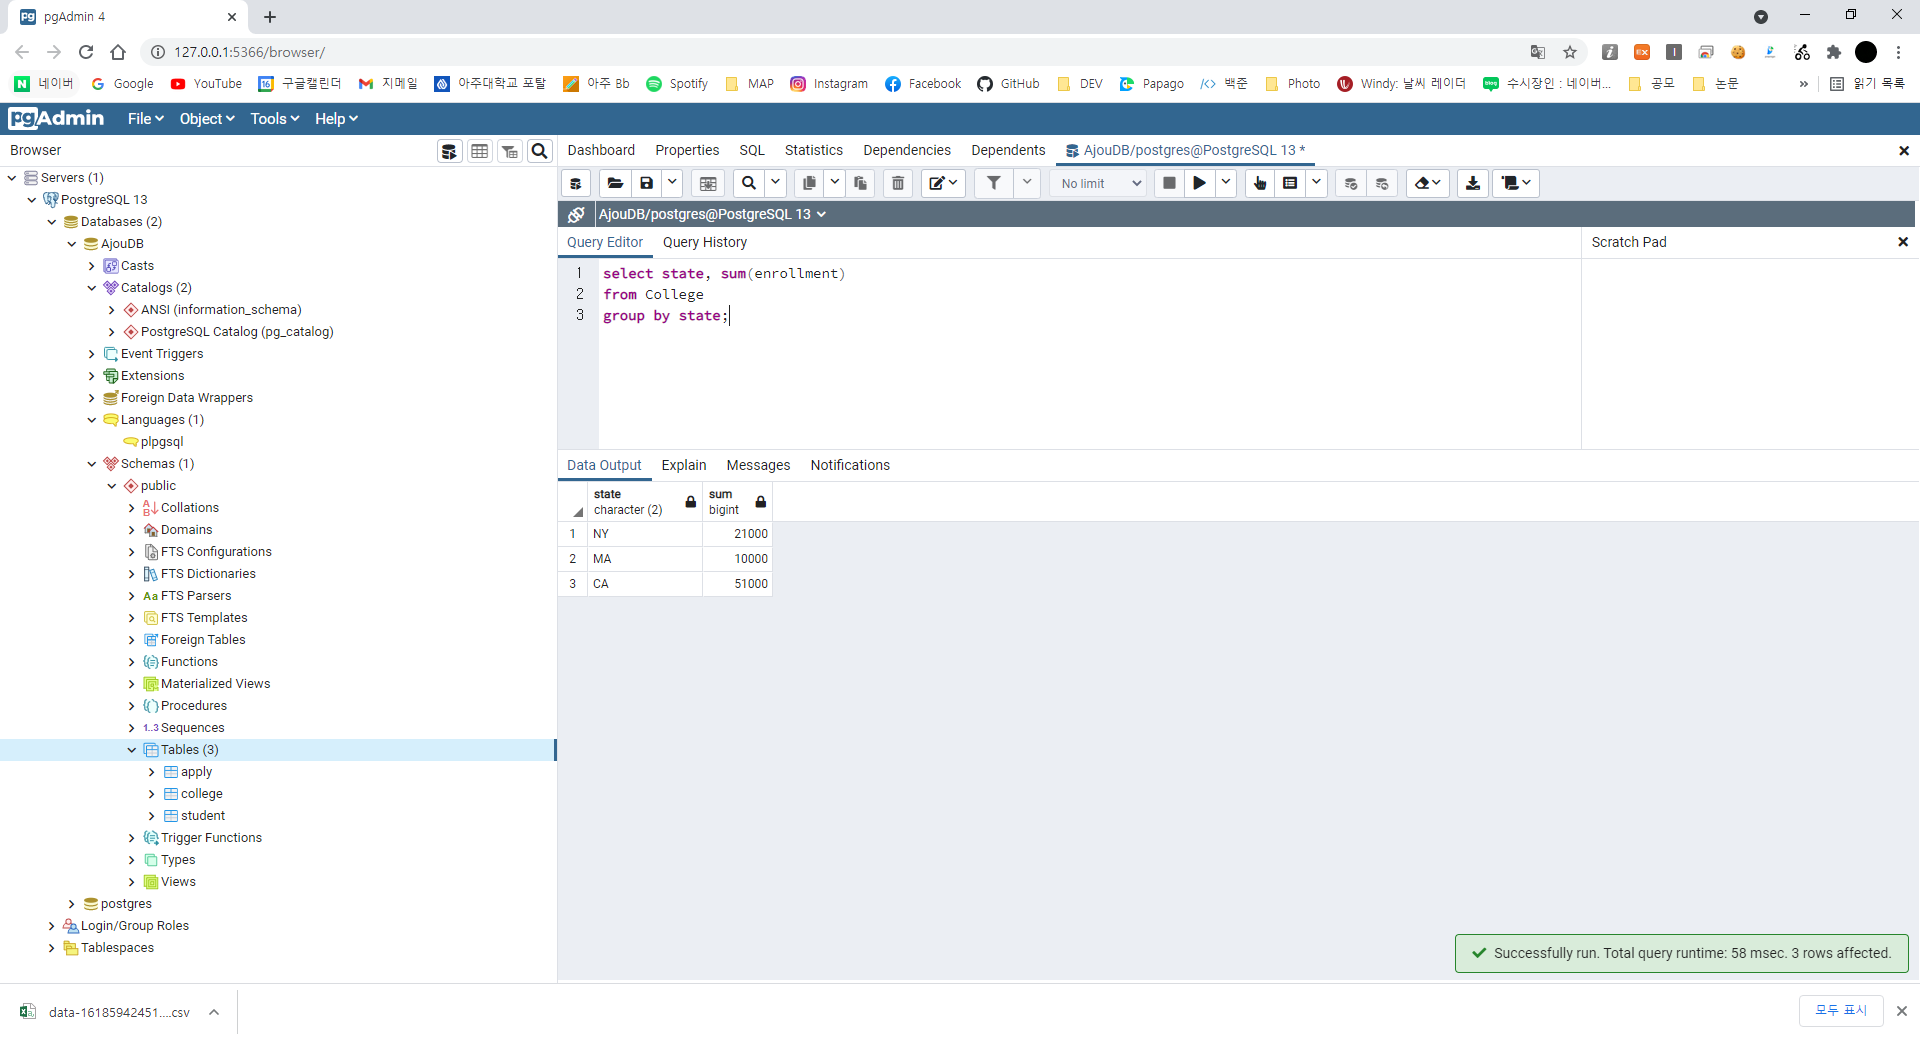 pgAdmin 4
127.0.0.1:5366/browser/
네이버
Google
YouTube
구글캘린더
지메일
아주대학교 포탈
아주 Bb
Spotify
MAP
Instagram
Facebook
GitHub
DEV
Papago
백준
Photo
Windy: 날씨 레이더
수시장인 : 네이버...
공모
논문
»
읽기 목록
pgAdmin
File
Object
Tools
Help
Browser
Dashboard
Properties
SQL
Statistics
Dependencies
Dependents
AjouDB/postgres@PostgreSQL 13 *
No limit
AjouDB/postgres@PostgreSQL 13
Query Editor
Query History
Scratch Pad
1 select state, sum(enrollment)
2 from College
3 group by state;
Data Output
Explain
Messages
Notifications
state
character (2)
sum
bigint
1 NY 21000
2 MA 10000
3 CA 51000
Servers (1)
PostgreSQL 13
Databases (2)
AjouDB
Casts
Catalogs (2)
ANSI (information_schema)
PostgreSQL Catalog (pg_catalog)
Event Triggers
Extensions
Foreign Data Wrappers
Languages (1)
plpgsql
Schemas (1)
public
Collations
Domains
FTS Configurations
FTS Dictionaries
Aa FTS Parsers
FTS Templates
Foreign Tables
Functions
Materialized Views
Procedures
1..3 Sequences
Tables (3)
apply
college
student
Trigger Functions
Types
Views
postgres
Login/Group Roles
Tablespaces
Successfully run. Total query runtime: 58 msec. 3 rows affected.
data-16185942451....csv
모두 표시